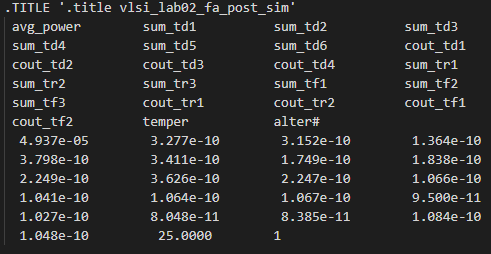 .TITLE '.title vlsi_lab02_fa_post_sim'
avg_power sum_td1 sum_td2 sum_td3
sum_td4 sum_td5 sum_td6 cout_td1
cout_td2 cout_td3 cout_td4 sum_tr1
sum_tr2 sum_tr3 sum_tf1 sum_tf2
sum_tf3 cout_tr1 cout_tr2 cout_tf1
cout_tf2 temper alter#
4.937e-05 3.277e-10 3.152e-10 1.364e-10
3.798e-10 3.411e-10 1.749e-10 1.838e-10
2.249e-10 3.626e-10 2.247e-10 1.066e-10
1.041e-10 1.064e-10 1.067e-10 9.500e-11
1.027e-10 8.048e-11 8.385e-11 1.084e-10
1.048e-10 25.0000 1